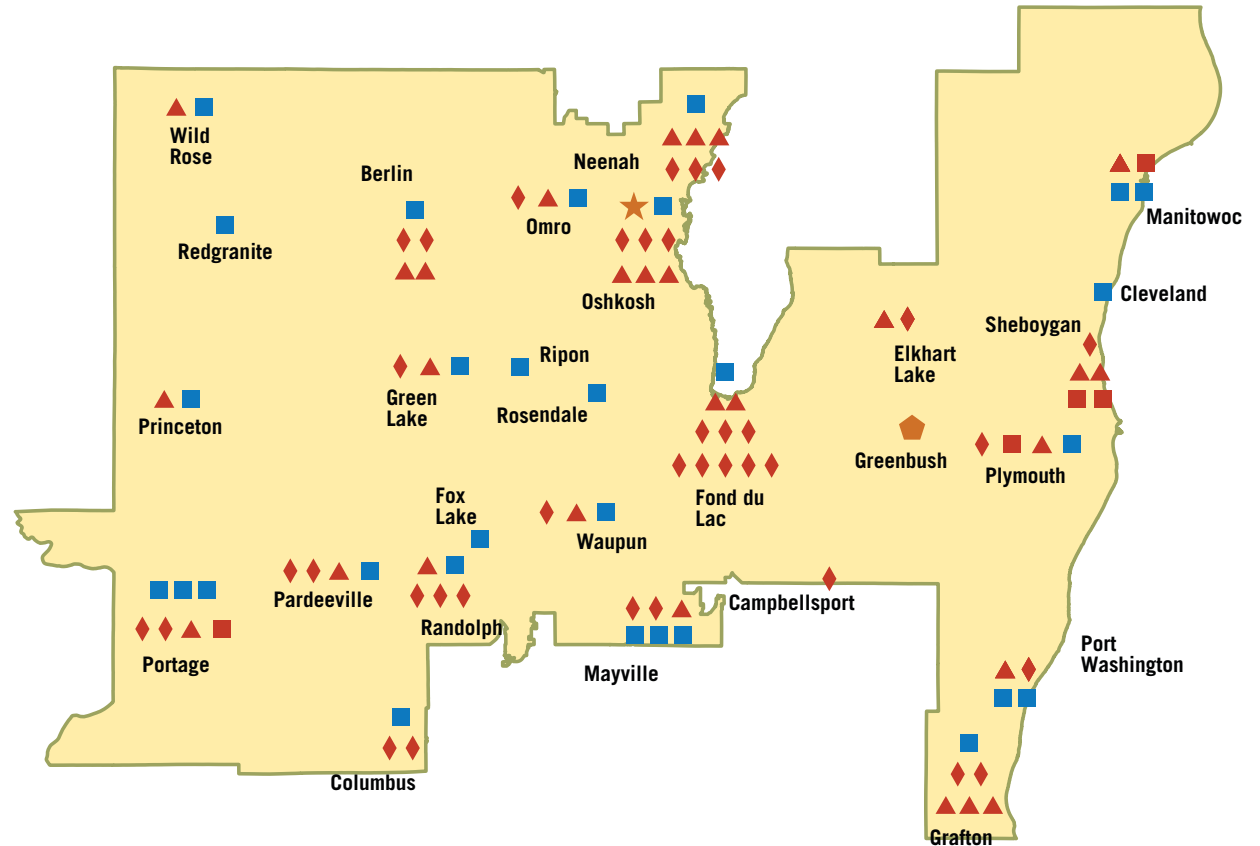 Wild
Rose
Neenah
Berlin
Omro
Manitowoc
Redgranite
Oshkosh
Cleveland
Sheboygan
Elkhart
Lake
Ripon
Green
Lake
Rosendale
Princeton
Greenbush
Plymouth
Fox
Lake
Fond du
Lac
Waupun
Pardeeville
Randolph
Campbellsport
Portage
Mayville
Port
Washington
Columbus
Grafton